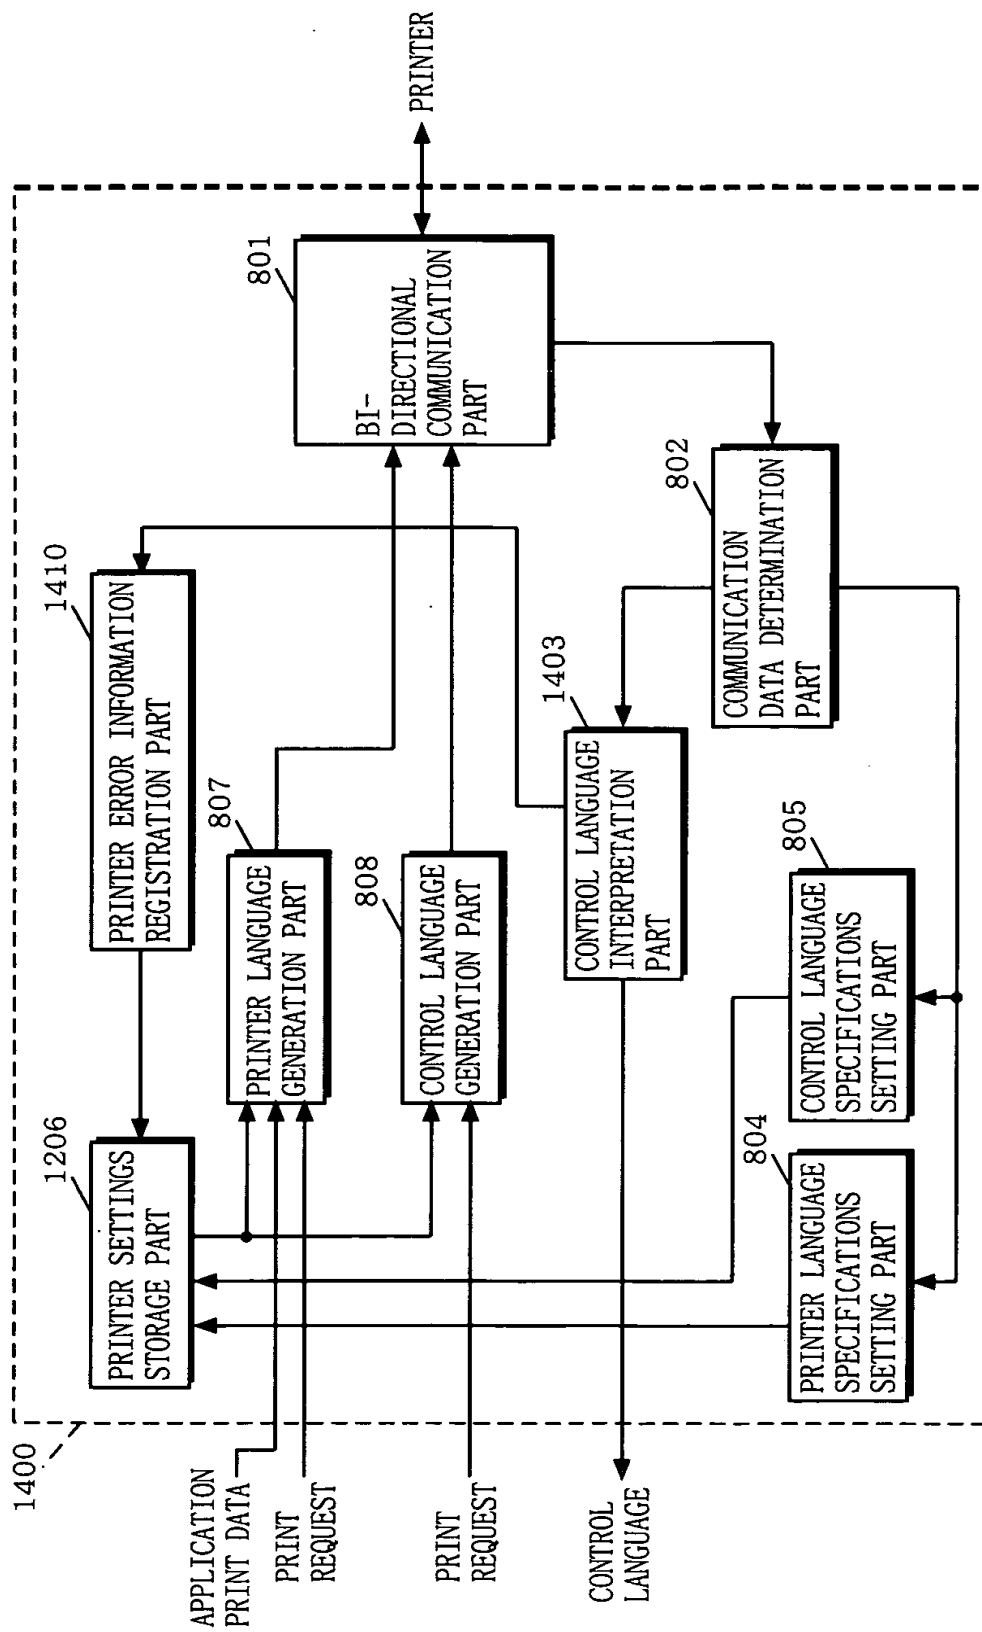 1400
APPLICATION
PRINT DATA
PRINT
REQUEST
PRINT
REQUEST
CONTROL
LANGUAGE
1206
PRINTER SETTINGS
STORAGE PART
1410
PRINTER ERROR INFORMATION
REGISTRATION PART
807
PRINTER LANGUAGE
GENERATION PART
808
CONTROL LANGUAGE
GENERATION PART
1403
CONTROL LANGUAGE
INTERPRETATION
PART
801
BI-
DIRECTIONAL
COMMUNICATION
PART
PRINTER
802
COMMUNICATION
DATA DETERMINATION
PART
804
PRINTER LANGUAGE
SPECIFICATIONS
SETTING PART
805
CONTROL LANGUAGE
SPECIFICATIONS
SETTING PART